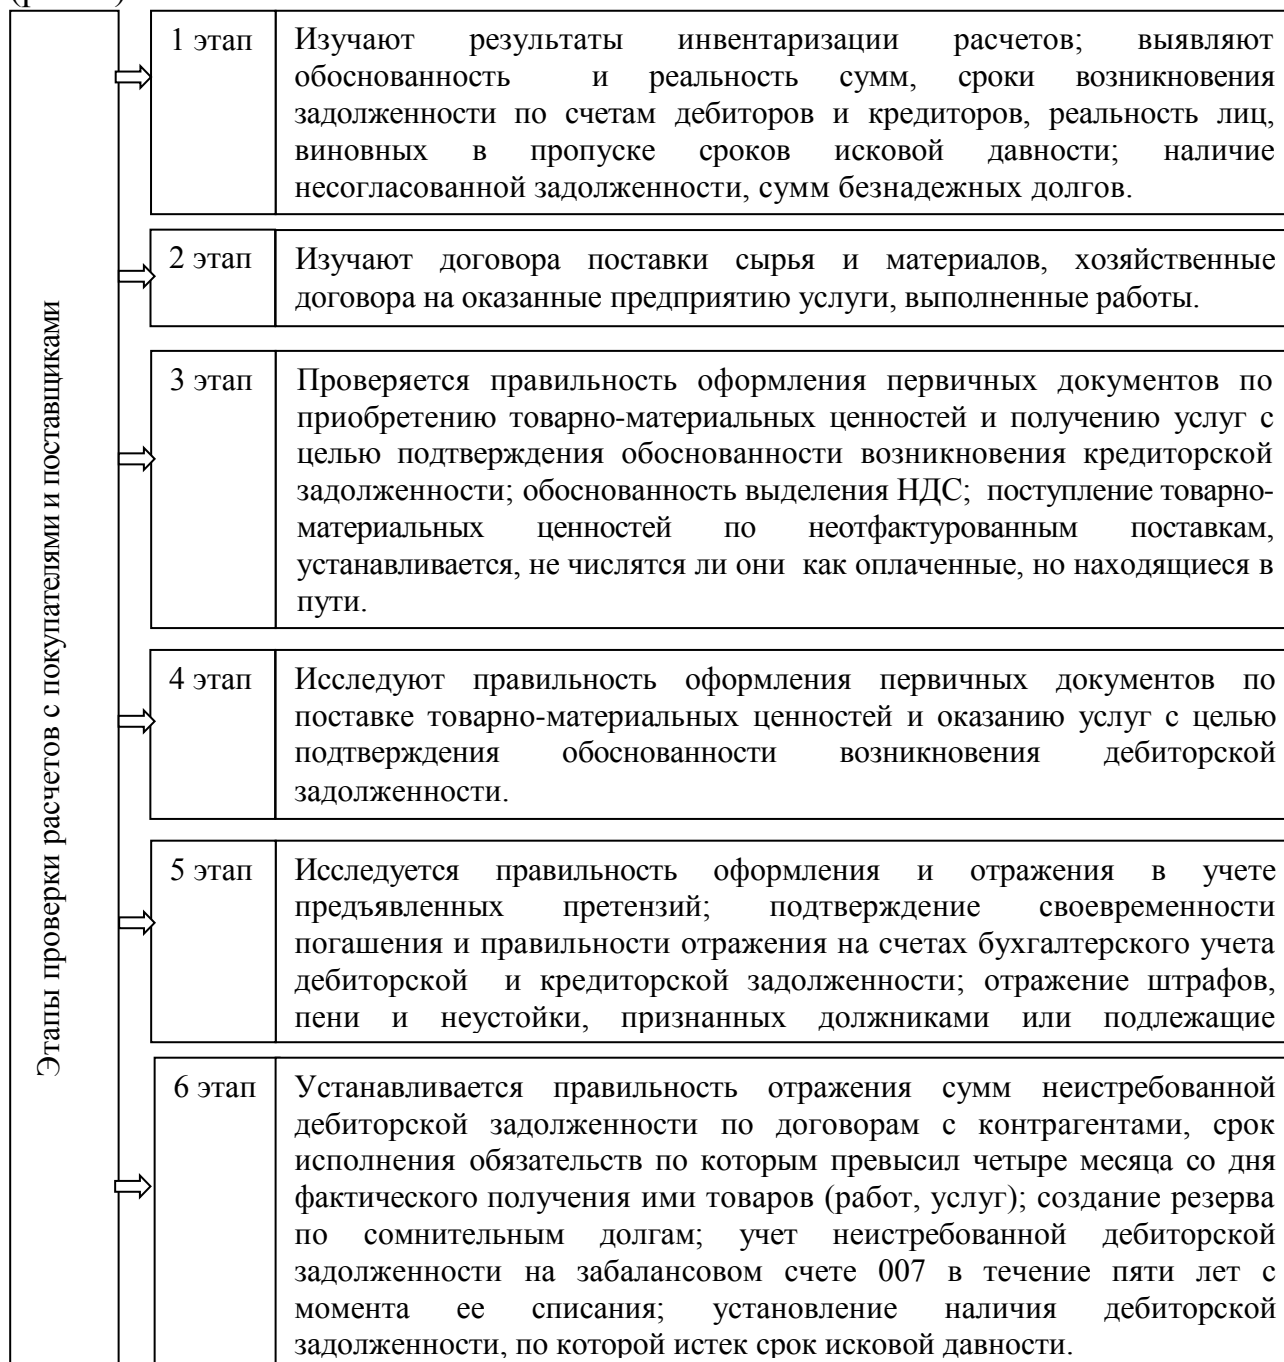 Этапы проверки расчетов с покупателями и поставщиками
1 этап
Изучают результаты инвентаризации расчетов; выявляют
обоснованность и реальность сумм, сроки возникновения
задолженности по счетам дебиторов и кредиторов, реальность лиц,
виновных в пропуске сроков исковой давности; наличие
несогласованной задолженности, сумм безнадежных долгов.
2 этап
Изучают договора поставки сырья и материалов, хозяйственные
договора на оказанные предприятию услуги, выполненные работы.
3 этап
Проверяется правильность оформления первичных документов по
приобретению товарно-материальных ценностей и получению услуг с
целью подтверждения обоснованности возникновения кредиторской
задолженности; обоснованность выделения НДС; поступление товарно-
материальных ценностей по неотфактурованным поставкам,
устанавливается, не числятся ли они как оплаченные, но находящиеся в
пути.
4 этап
Исследуют правильность оформления первичных документов по
поставке товарно-материальных ценностей и оказанию услуг с целью
подтверждения обоснованности возникновения дебиторской
задолженности.
5 этап
Исследуется правильность оформления и отражения в учете
предъявленных претензий; подтверждение своевременности
погашения и правильности отражения на счетах бухгалтерского учета
дебиторской и кредиторской задолженности; отражение штрафов,
пени и неустойки, признанных должниками или подлежащие
6 этап
Устанавливается правильность отражения сумм неистребованной
дебиторской задолженности по договорам с контрагентами, срок
исполнения обязательств по которым превысил четыре месяца со дня
фактического получения ими товаров (работ, услуг); создание резерва
по сомнительным долгам; учет неистребованной дебиторской
задолженности на забалансовом счете 007 в течение пяти лет с
момента ее списания; установление наличия дебиторской
задолженности, по которой истек срок исковой давности.